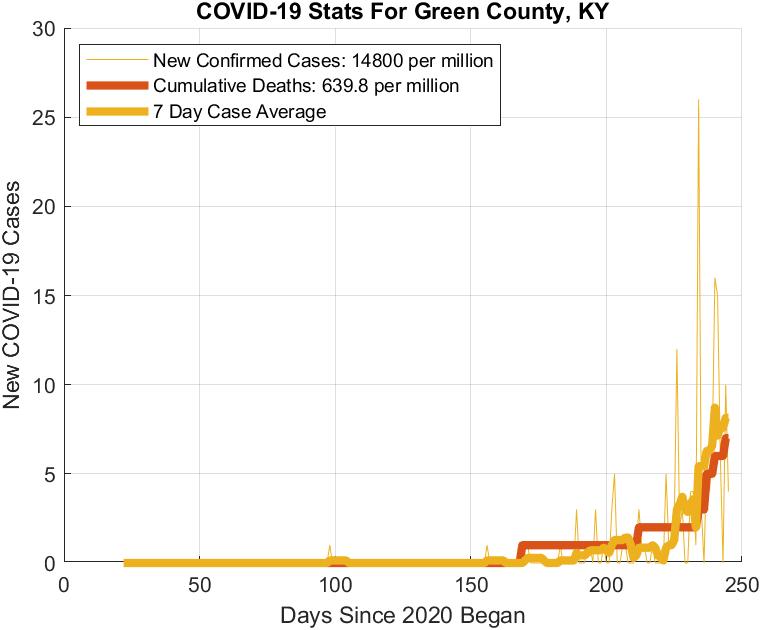 COVID-19 Stats For Green County, KY
New Confirmed Cases: 14800 per million
Cumulative Deaths: 639.8 per million
7 Day Case Average
New COVID-19 Cases
30
25
20
15
10
5
0
0 50 100 150 200 250
Days Since 2020 Began